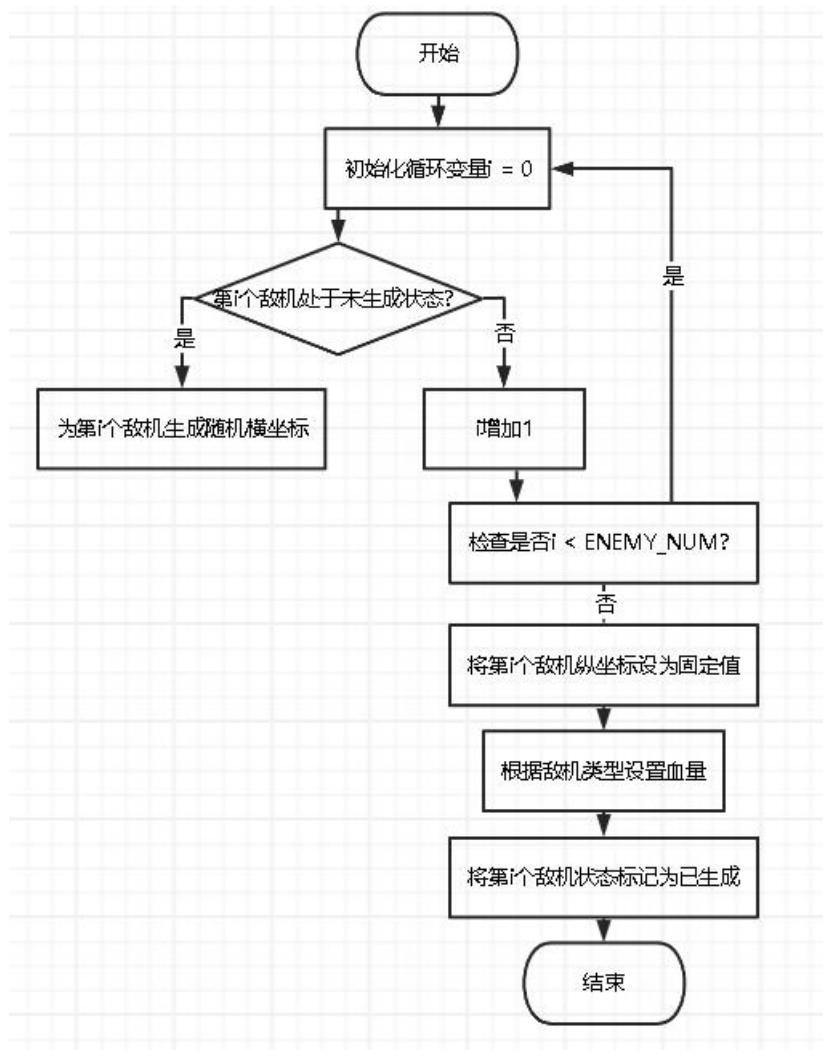 开始
初始化循环变量i = 0
是
第i个敌机处于未生成状态?
是
否
为第i个敌机生成随机横坐标
i增加1
检查是否i < ENEMY_NUM?
否
将第i个敌机纵坐标设为固定值
根据敌机类型设置血量
将第i个敌机状态标记为已生成
结束